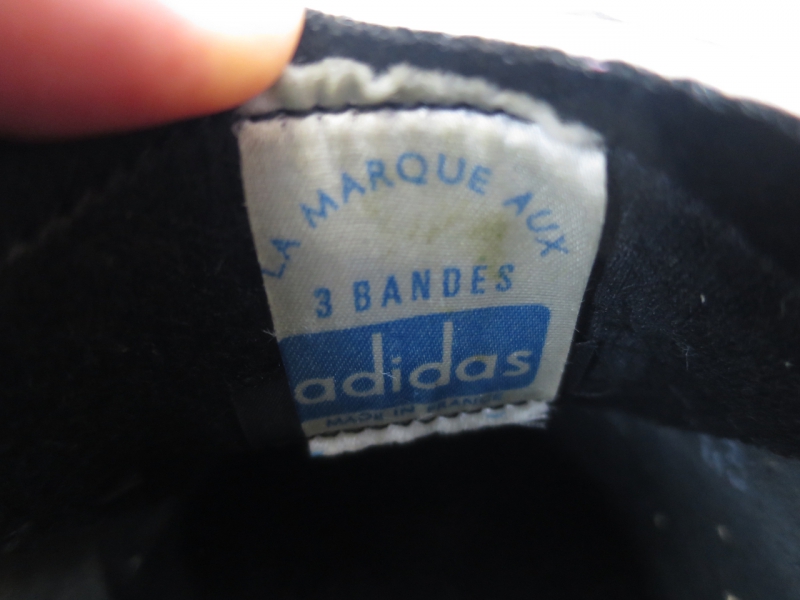 LA MARQUE AUX
3 BANDES
adidas
MADE IN FRANCE